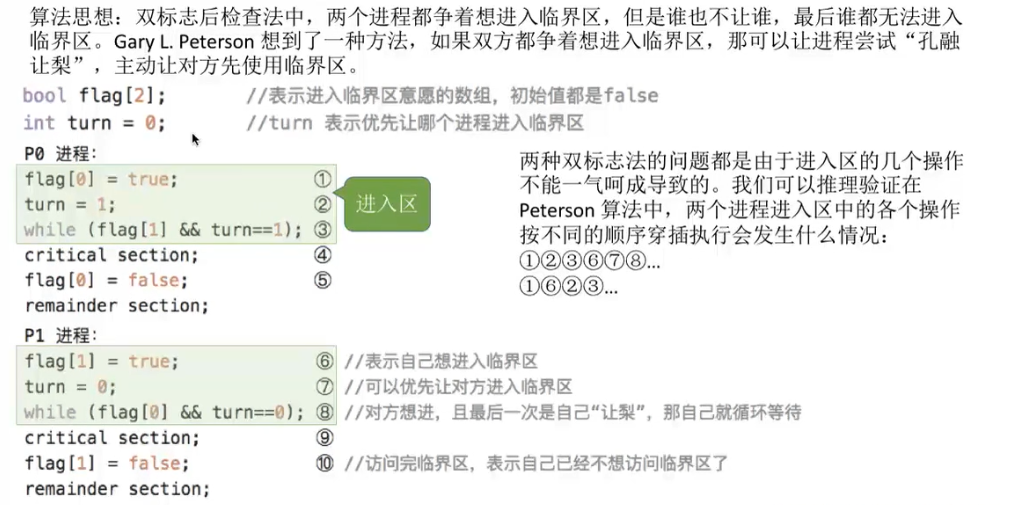 算法思想：双标志后检查法中，两个进程都争着想进入临界区，但是谁也不让谁，最后谁都无法进入
临界区。Gary L. Peterson 想到了一种方法，如果双方都争着想进入临界区，那可以让进程尝试“孔融
让梨”，主动让对方先使用临界区。
bool flag[2]; //表示进入临界区意愿的数组，初始值都是false
int turn = 0; //turn 表示优先让哪个进程进入临界区
P0 进程：
flag[0] = true; ①
turn = 1; ②
while (flag[1] && turn==1); ③
critical section; ④
flag[0] = false; ⑤
remainder section;
进入区
两种双标志法的问题都是由于进入区的几个操作
不能一气呵成导致的。我们可以推理验证在
Peterson 算法中，两个进程进入区中的各个操作
按不同的顺序穿插执行会发生什么情况：
①②③⑥⑦⑧...
①⑥②③...
P1 进程：
flag[1] = true; ⑥ //表示自己想进入临界区
turn = 0; ⑦ //可以优先让对方进入临界区
while (flag[0] && turn==0); ⑧ //对方想进，且最后一次是自己“让梨”，那自己就循环等待
critical section; ⑨
flag[1] = false; ⑩ //访问完临界区，表示自己已经不想访问临界区了
remainder section;